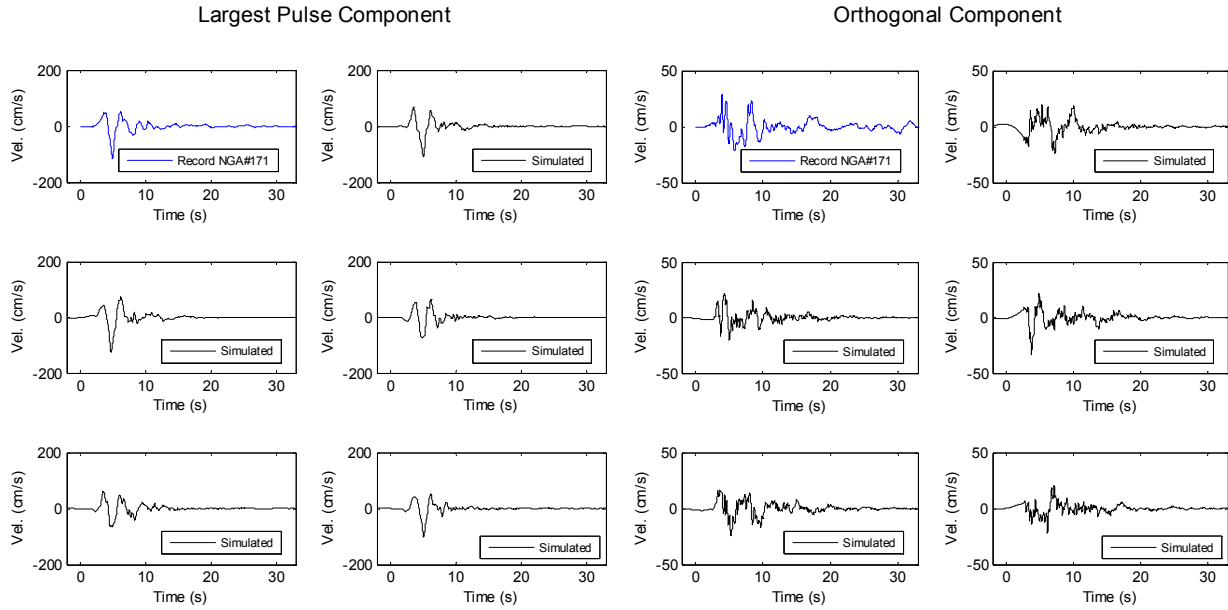 Largest Pulse Component
Orthogonal Component
200
0
-200
Vel. (cm/s)
0 10 20 30
Time (s)
Record NGA#171
200
0
-200
Vel. (cm/s)
0 10 20 30
Time (s)
Simulated
50
0
-50
Vel. (cm/s)
0 10 20 30
Time (s)
Record NGA#171
50
0
-50
Vel. (cm/s)
0 10 20 30
Time (s)
Simulated
200
0
-200
Vel. (cm/s)
0 10 20 30
Time (s)
Simulated
200
0
-200
Vel. (cm/s)
0 10 20 30
Time (s)
Simulated
50
0
-50
Vel. (cm/s)
0 10 20 30
Time (s)
Simulated
50
0
-50
Vel. (cm/s)
0 10 20 30
Time (s)
Simulated
200
0
-200
Vel. (cm/s)
0 10 20 30
Time (s)
Simulated
200
0
-200
Vel. (cm/s)
0 10 20 30
Time (s)
Simulated
50
0
-50
Vel. (cm/s)
0 10 20 30
Time (s)
Simulated
50
0
-50
Vel. (cm/s)
0 10 20 30
Time (s)
Simulated